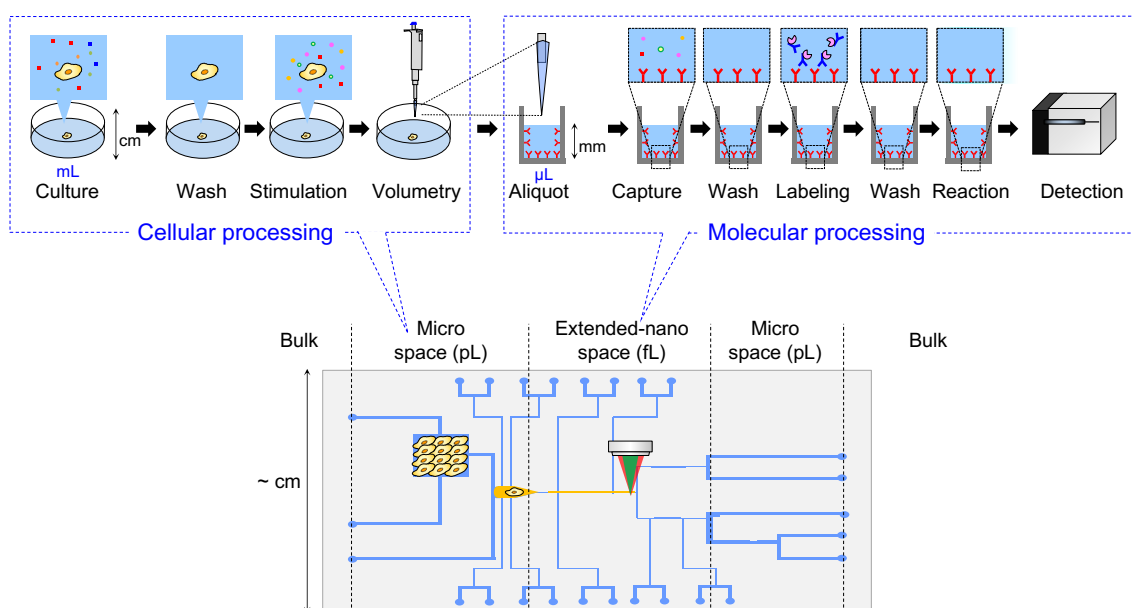 cm
mL
Culture
Wash
Stimulation
Volumetry
mm
µL
Aliquot
Capture
Wash
Labeling
Wash
Reaction
Detection
Cellular processing
Molecular processing
Bulk
Micro
space (pL)
Extended-nano
space (fL)
Micro
space (pL)
Bulk
~ cm